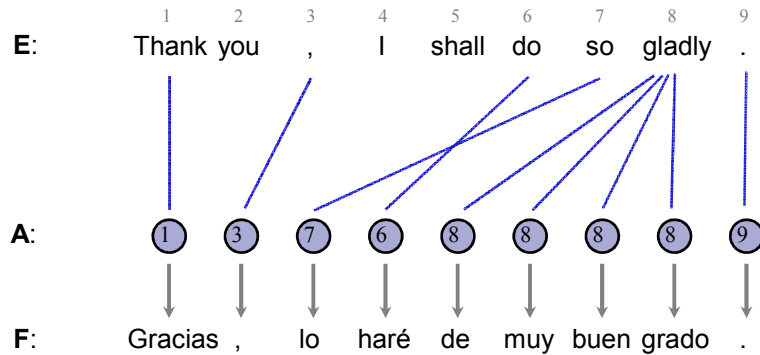 1 2 3 4 5 6 7 8 9
E: Thank you , I shall do so gladly .
A: 1 3 7 6 8 8 8 8 9
F: Gracias , lo haré de muy buen grado .